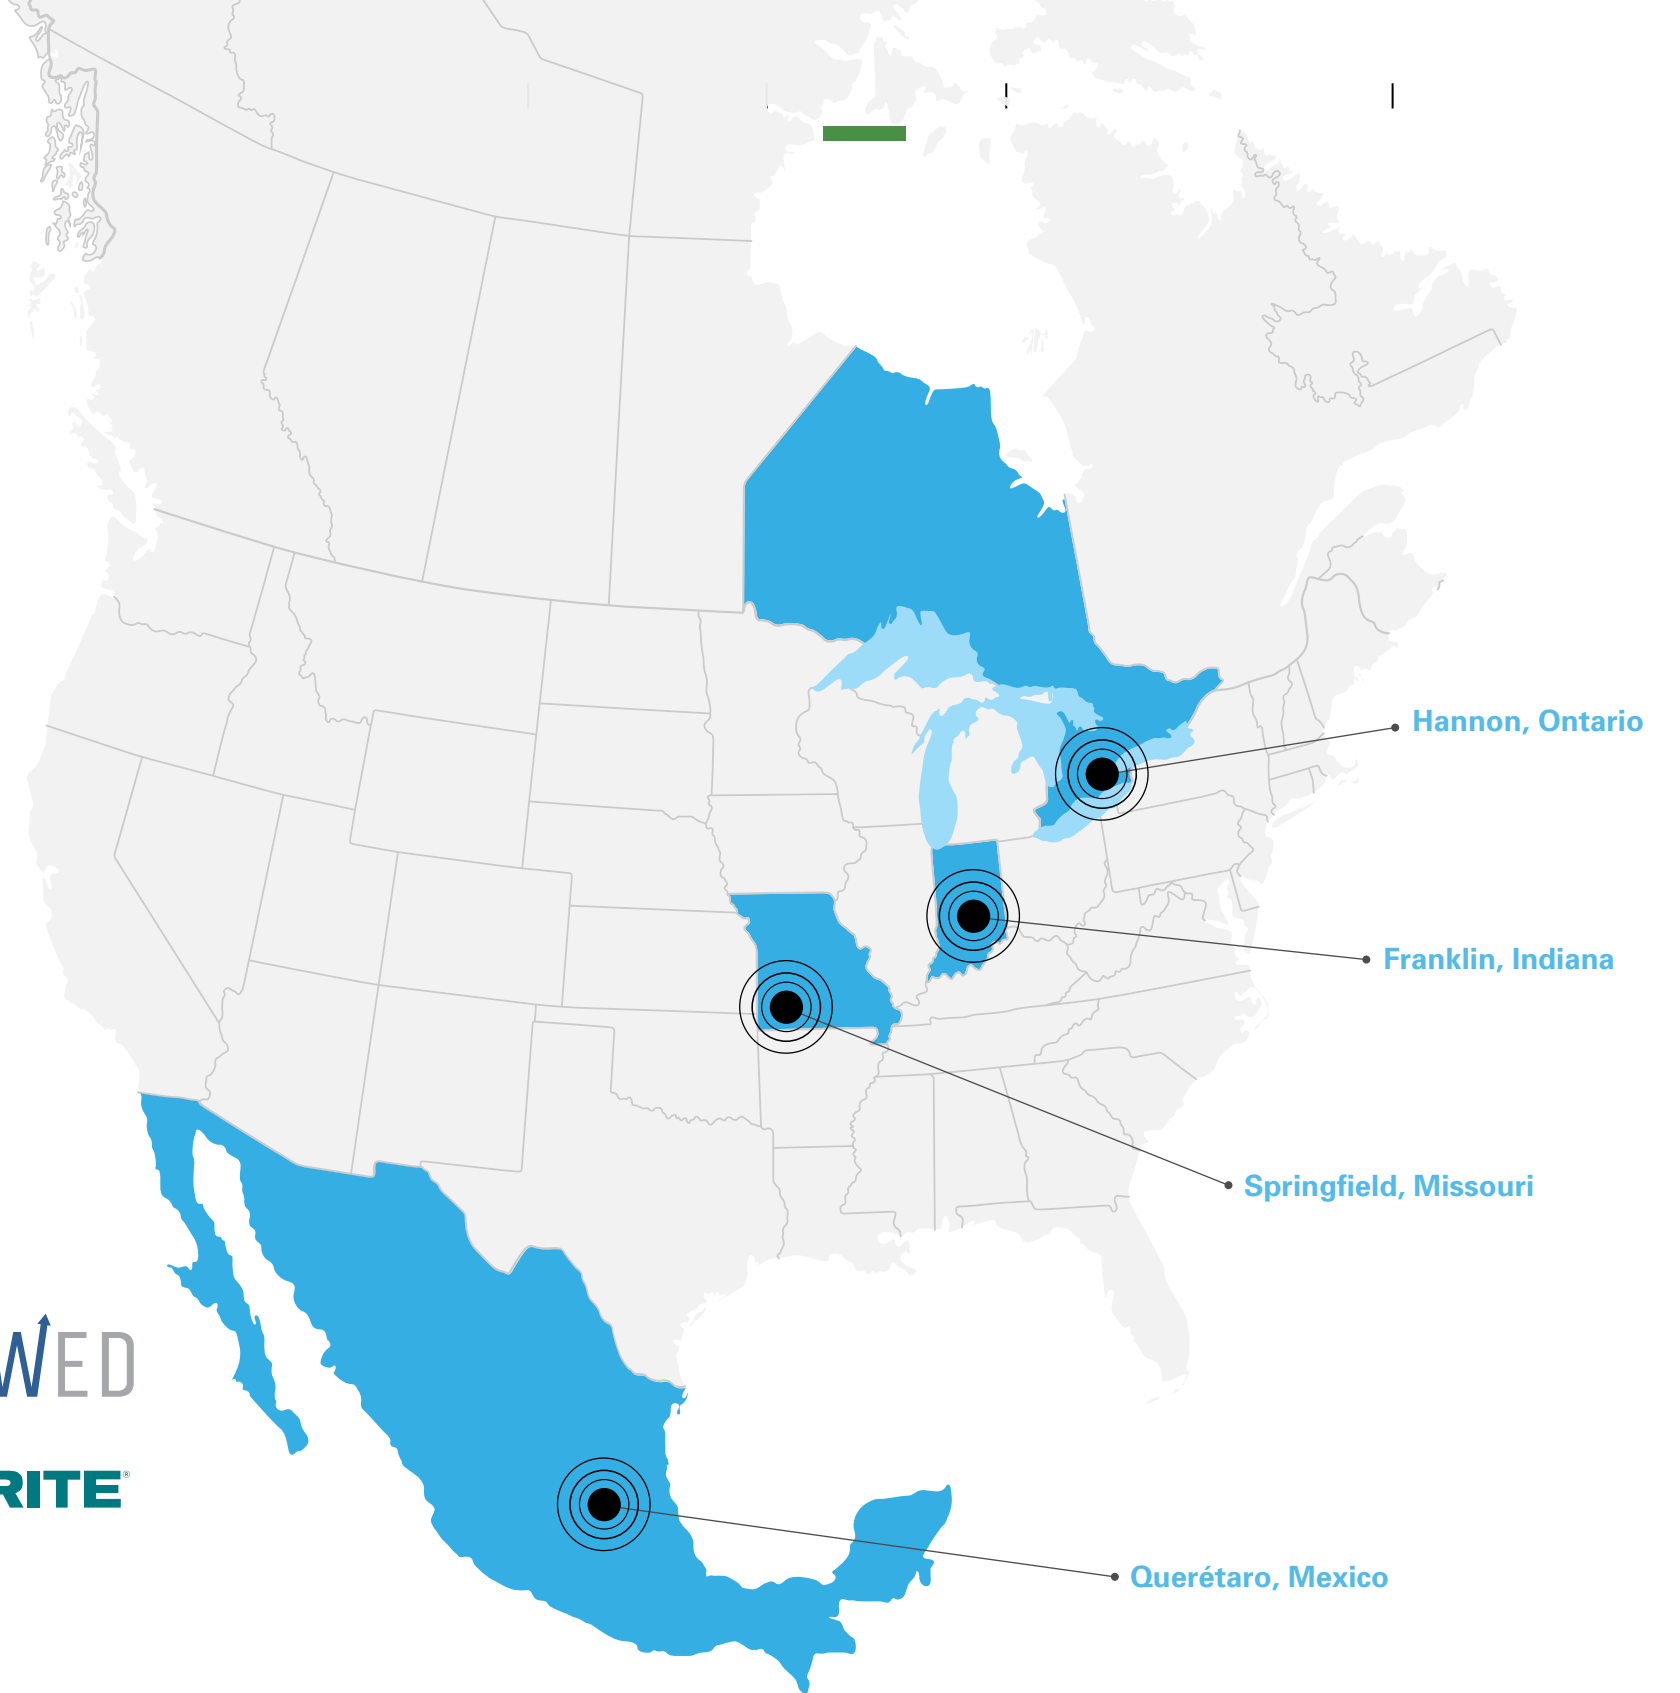 Hannon, Ontario
Franklin, Indiana
Springfield, Missouri
WED
RITE®
Querétaro, Mexico